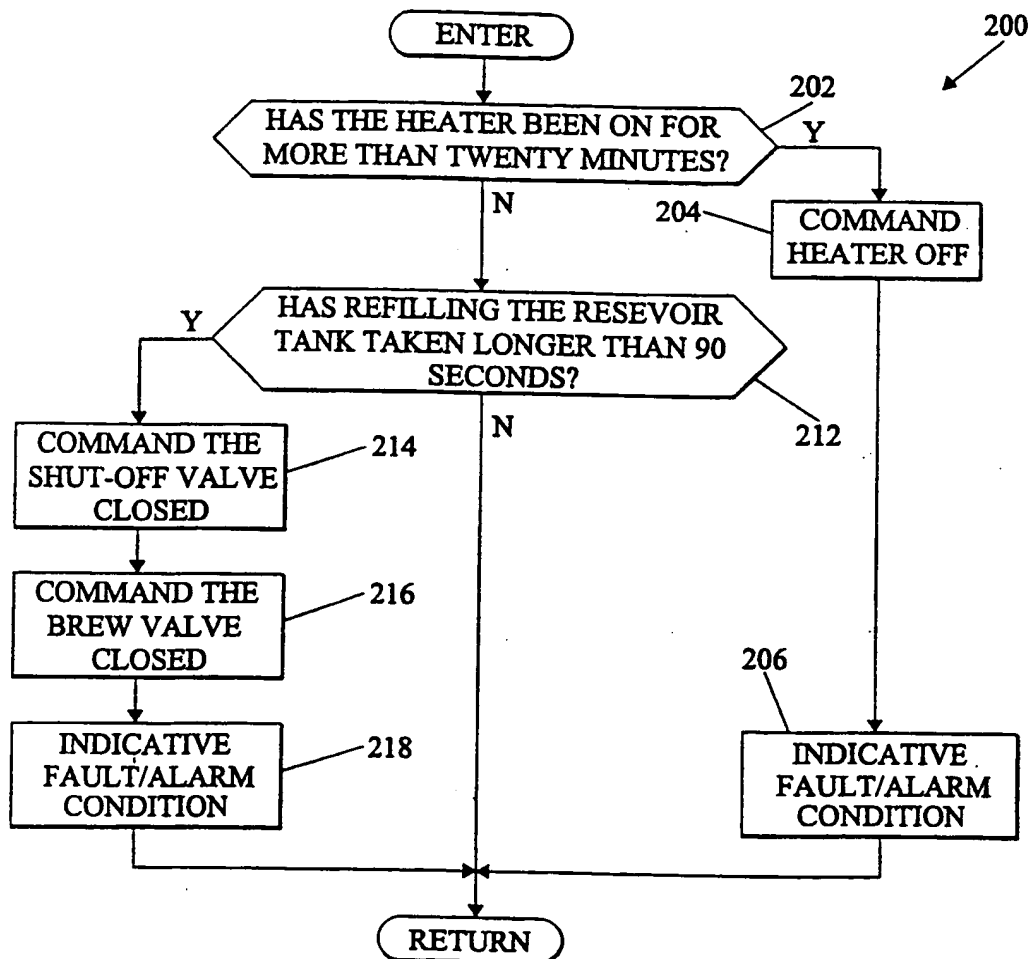 ENTER
200
202
HAS THE HEATER BEEN ON FOR
MORE THAN TWENTY MINUTES?
Y
N
204
COMMAND
HEATER OFF
Y
HAS REFILLING THE RESEVOIR
TANK TAKEN LONGER THAN 90
SECONDS?
N
212
COMMAND THE
SHUT-OFF VALVE
CLOSED
214
COMMAND THE
BREW VALVE
CLOSED
216
206
INDICATIVE
FAULT/ALARM
CONDITION
218
INDICATIVE
FAULT/ALARM
CONDITION
RETURN